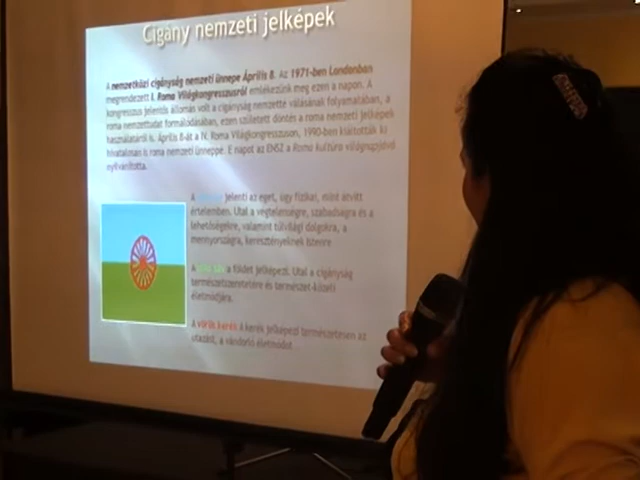 Cigány nemzeti jelképek
A nemzetközi cigányság nemzeti ünnepe Április 8. Az 1971-ben Londonban
megrendezett I. Roma Világkongresszusról emlékezünk meg ezen a napon. A
kongresszus jelentős állomás volt a cigányság nemzetté válásának folyamatában, a
roma nemzettudat formálódásában, ezen született döntés a roma nemzeti jelképek
használatáról is. Április 8-át a N. Roma Világkongresszuson, 1990-ben kiáltották ki
hivatalosan is roma nemzeti ünneppé. E napot az ENSZ a Roma kultúra világnapjává
nyilvánította.
A jelenti az eget, úgy fizikai, mint átvitt
értelemben. Utal a végtelenségre, szabadságra és a
lehetőségekre, valamint túlvilági dolgokra, a
mennyországra, keresztényeknek Istenre
A a földet jelképezi. Utal a cigányság
természetszeretetére és természet-közeli
életmódjára.
A vörös kerék A kerék jelképezi természetesen az
utazást, a vándorló életmódot